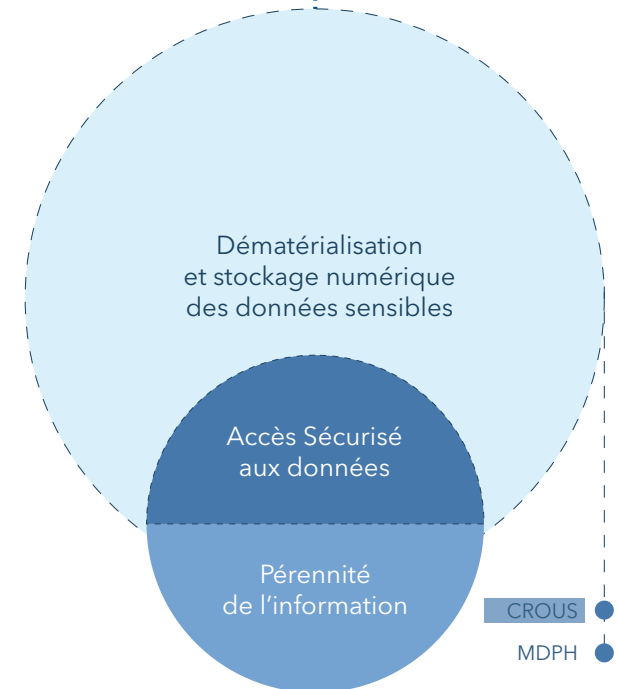 Dématérialisation
et stockage numérique
des données sensibles
Accès Sécurisé
aux données
Pérennité
de l'information
CROUS
MDPH